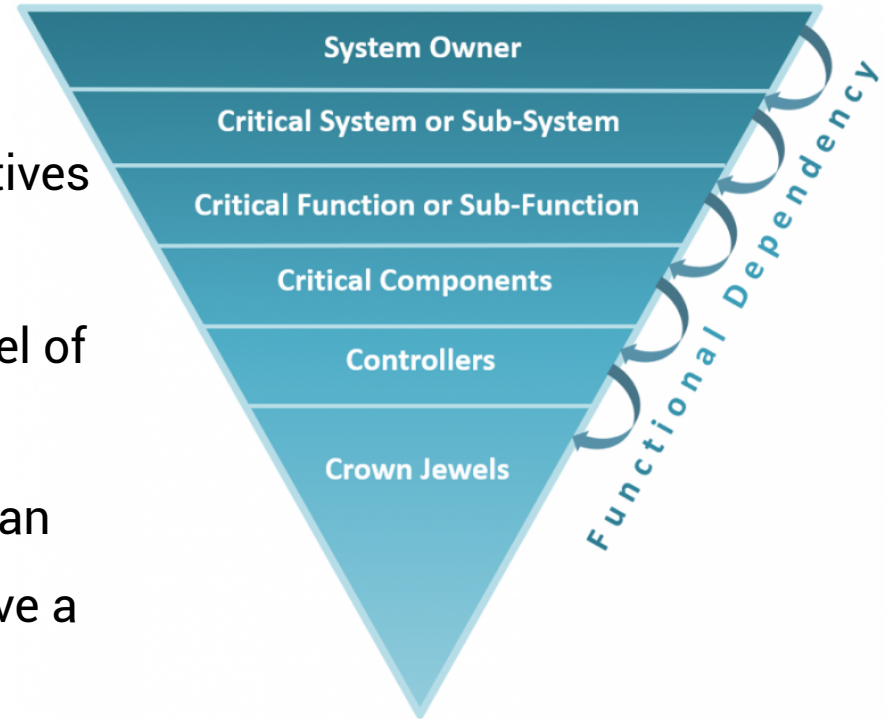 System Owner
Critical System or Sub-System
tives
Critical Function or Sub-Function
Critical Components
el of
Controllers
Crown Jewels
an
ve a
Functional Dependency